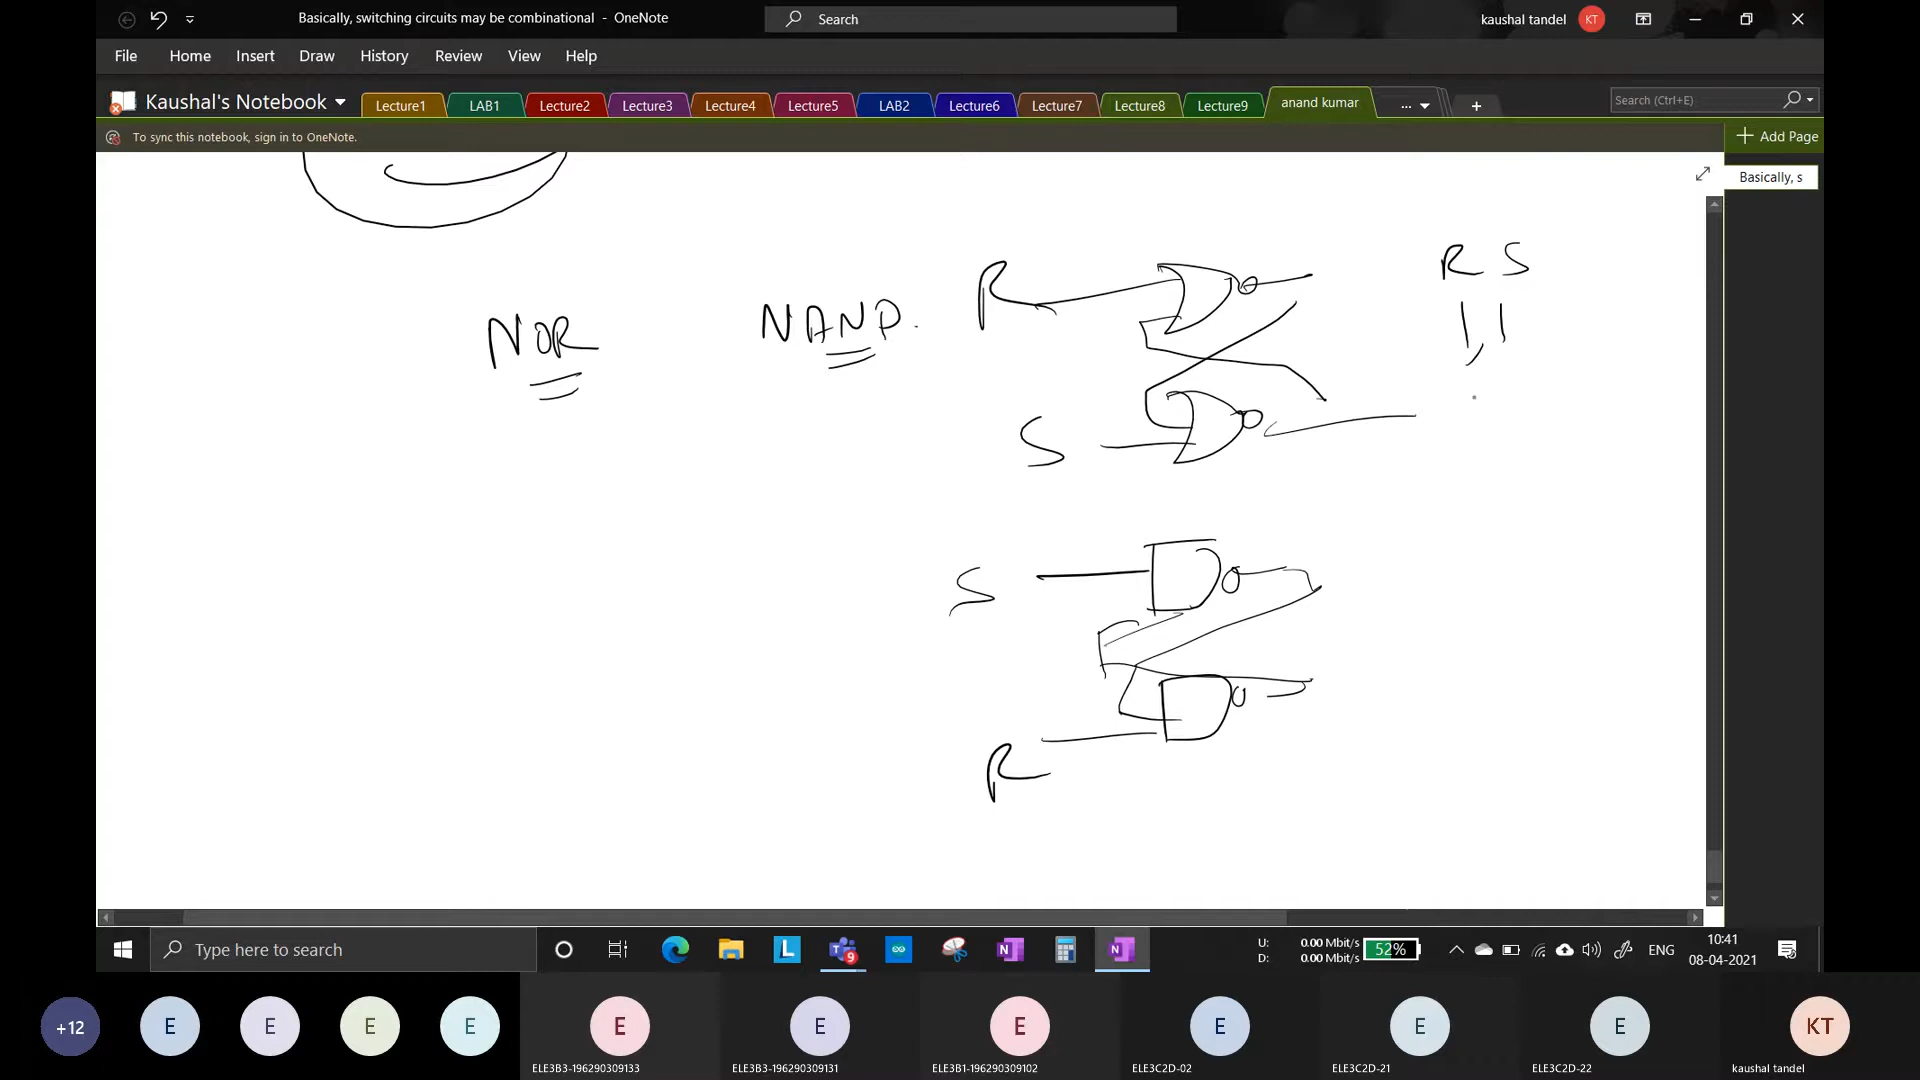 Basically, switching circuits may be combinational - OneNote
Search
kaushal tandel
KT
File Home Insert Draw History Review View Help
Kaushal's Notebook
Lecture1 LAB1 Lecture2 Lecture3 Lecture4 Lecture5 LAB2 Lecture6 Lecture7 Lecture8 Lecture9 anand kumar ... +
Search (Ctrl+E)
To sync this notebook, sign in to OneNote.
Add Page
Basically, s
R
R S
NOR
NAND.
1,1
S
S
R
Type here to search
L
9
N
N
U: 0.00 Mbit/s
D: 0.00 Mbit/s
52%
ENG
10:41
08-04-2021
+12 E E E E E E E E E E KT
ELE3B3-196290309133 ELE3B3-196290309131 ELE3B1-196290309102 ELE3C2D-02 ELE3C2D-21 ELE3C2D-22 kaushal tandel